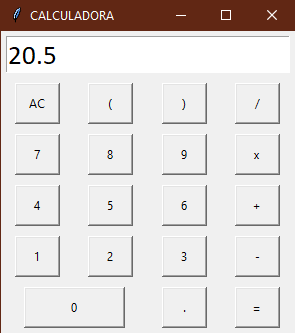 CALCULADORA
20.5
AC ( ) /
7 8 9 x
4 5 6 +
1 2 3 -
0 . =